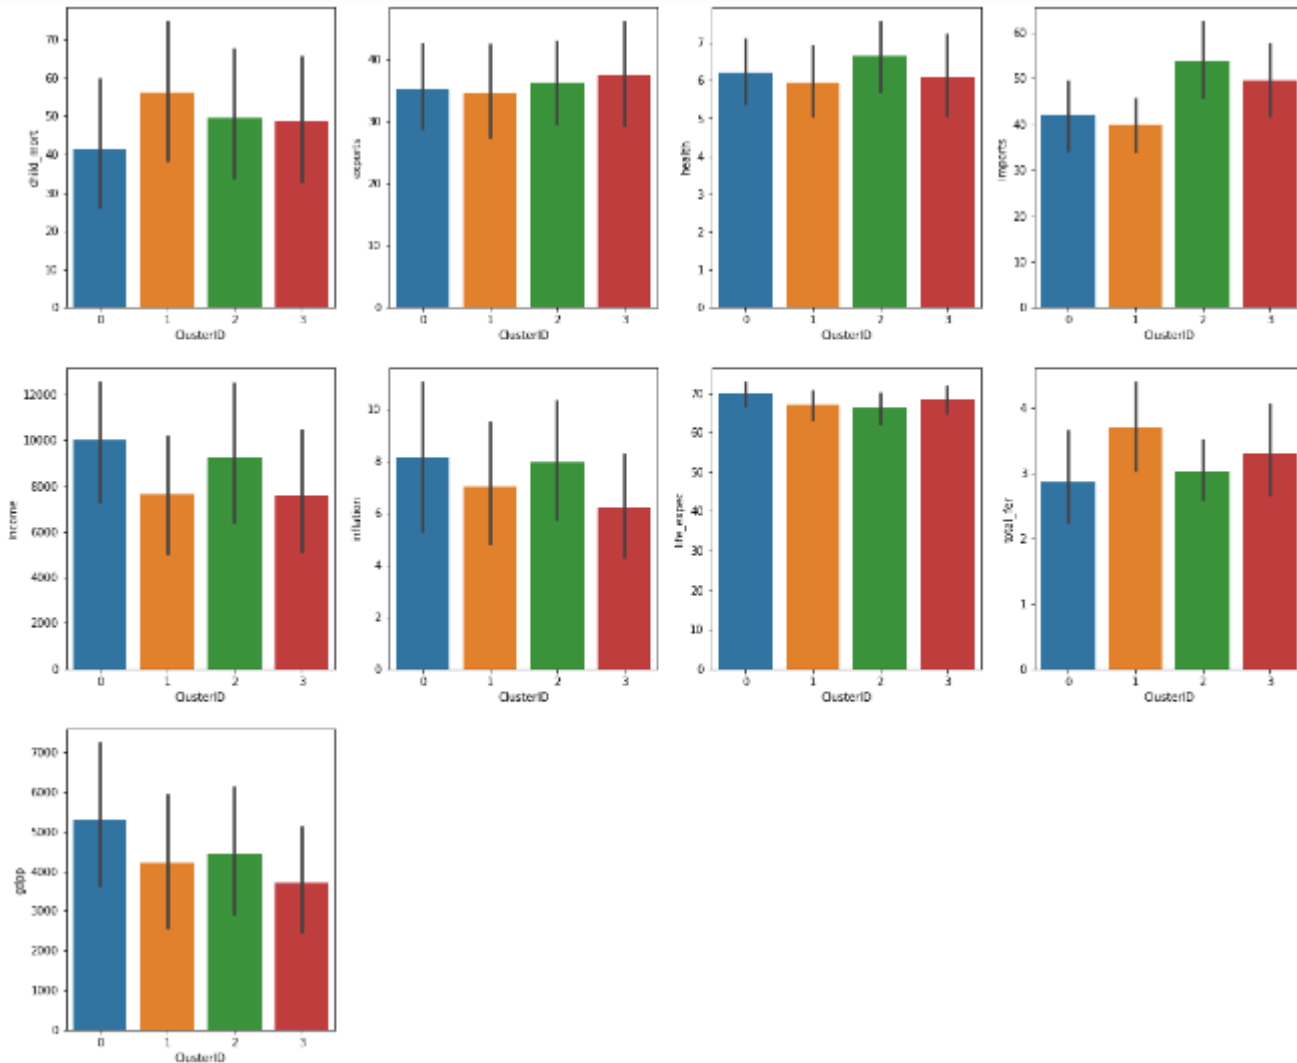 child_mort
70
60
50
40
30
20
10
0
0 1 2 3
ClusterID
exports
40
30
20
10
0
0 1 2 3
ClusterID
health
7
6
5
4
3
2
1
0
0 1 2 3
ClusterID
imports
60
50
40
30
20
10
0
0 1 2 3
ClusterID
income
12000
10000
8000
6000
4000
2000
0
0 1 2 3
ClusterID
inflation
10
8
6
4
2
0
0 1 2 3
ClusterID
life_expec
70
60
50
40
30
20
10
0
0 1 2 3
ClusterID
total_fer
4
3
2
1
0
0 1 2 3
ClusterID
gdpp
7000
6000
5000
4000
3000
2000
1000
0
0 1 2 3
ClusterID